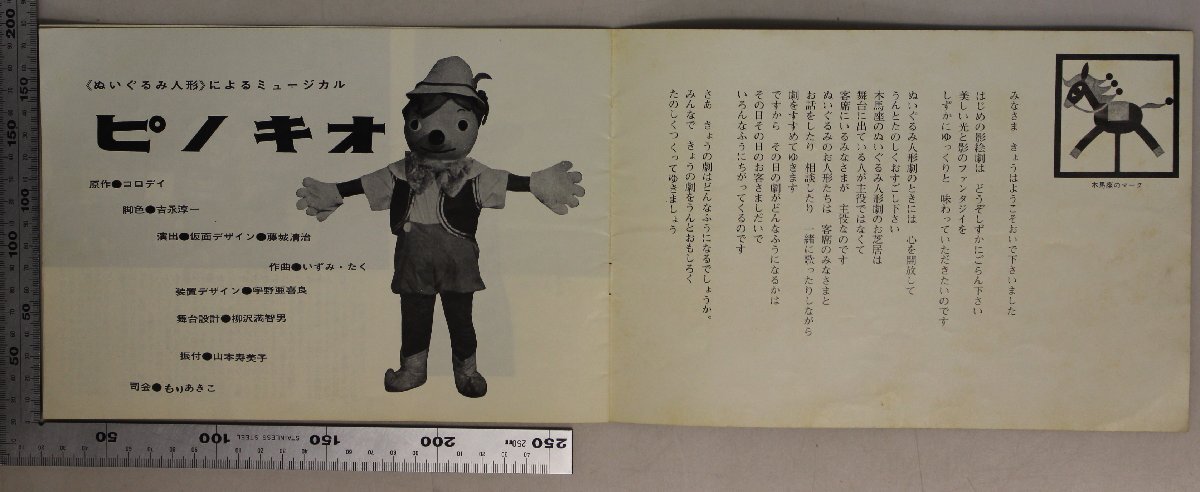 《ぬいぐるみ人形》によるミュージカル
ピノキオ
原作●コロデイ
脚色●吉永淳一
演出●仮面デザイン●藤城清治
作曲●いずみ・たく
装置デザイン●宇野亜喜良
舞台設計●柳沢満智男
振付●山本寿美子
司会●もりあきこ
木馬座のマーク
みなさま きょうはようこそおいで下さいました
はじめの影絵劇は どうぞしずかにごらん下さい
美しい光と影のファンタジイを
しずかにゆっくりと 味わっていただきたいのです
ぬいぐるみ人形劇のときには 心を開放して
うんとたのしくおすごし下さい
木馬座のぬいぐるみ人形劇のお芝居は
舞台に出ている人が主役ではなくて
客席にいるみなさまが 主役なのです
ぬいぐるみのお人形たちは 客席のみなさまと
お話をしたり 相談したり 一緒に歌ったりしながら
劇をすすめてゆきます
ですから その日の劇がどんなふうになるかは
その日その日のお客さましだいで
いろんなふうにちがってくるのです
さあ きょうの劇はどんなふうになるでしょうか。
みんなで きょうの劇をうんとおもしろく
たのしくつくってゆきましょう
200
150
100
50
50
100
STAINLESS STEEL
150
200
250㎜
250